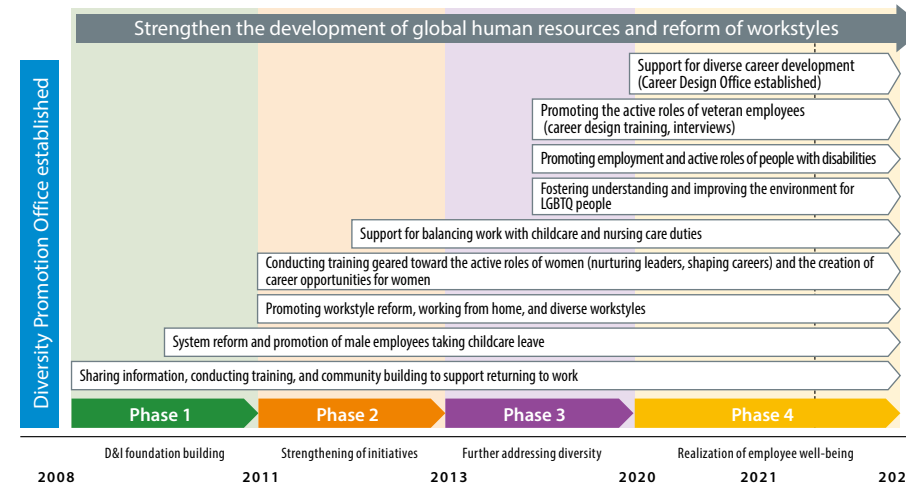 Strengthen the development of global human resources and reform of workstyles
Diversity Promotion Office established
Support for diverse career development
(Career Design Office established)
Promoting the active roles of veteran employees
(career design training, interviews)
Promoting employment and active roles of people with disabilities
Fostering understanding and improving the environment for
LGBTQ people
Support for balancing work with childcare and nursing care duties
Conducting training geared toward the active roles of women (nurturing leaders, shaping careers) and the creation of
career opportunities for women
Promoting workstyle reform, working from home, and diverse workstyles
System reform and promotion of male employees taking childcare leave
Sharing information, conducting training, and community building to support returning to work
Phase 1 Phase 2 Phase 3 Phase 4
D&I foundation building Strengthening of initiatives Further addressing diversity Realization of employee well-being
2008 2011 2013 2020 2021